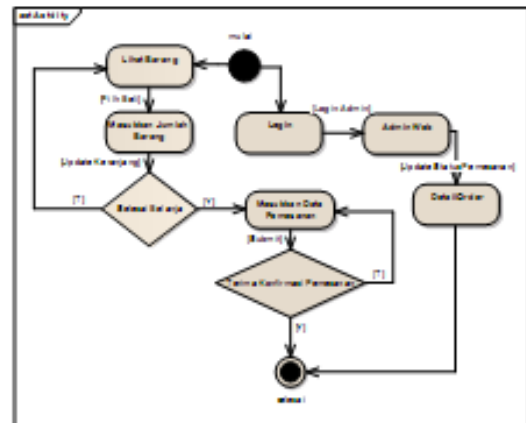 act Activity
mulai
Lihat Barang
[Pilih Beli]
Masukkan Jumlah
Barang
[Update Keranjang]
Selesai Belanja
[T]
[Y]
Login
[Login Admin]
Admin Web
[Update Status Pemesanan]
Detail Order
Masukkan Data
Pemesanan
[Submit]
Terima Konfirmasi Pemesanan
[T]
[Y]
selesai